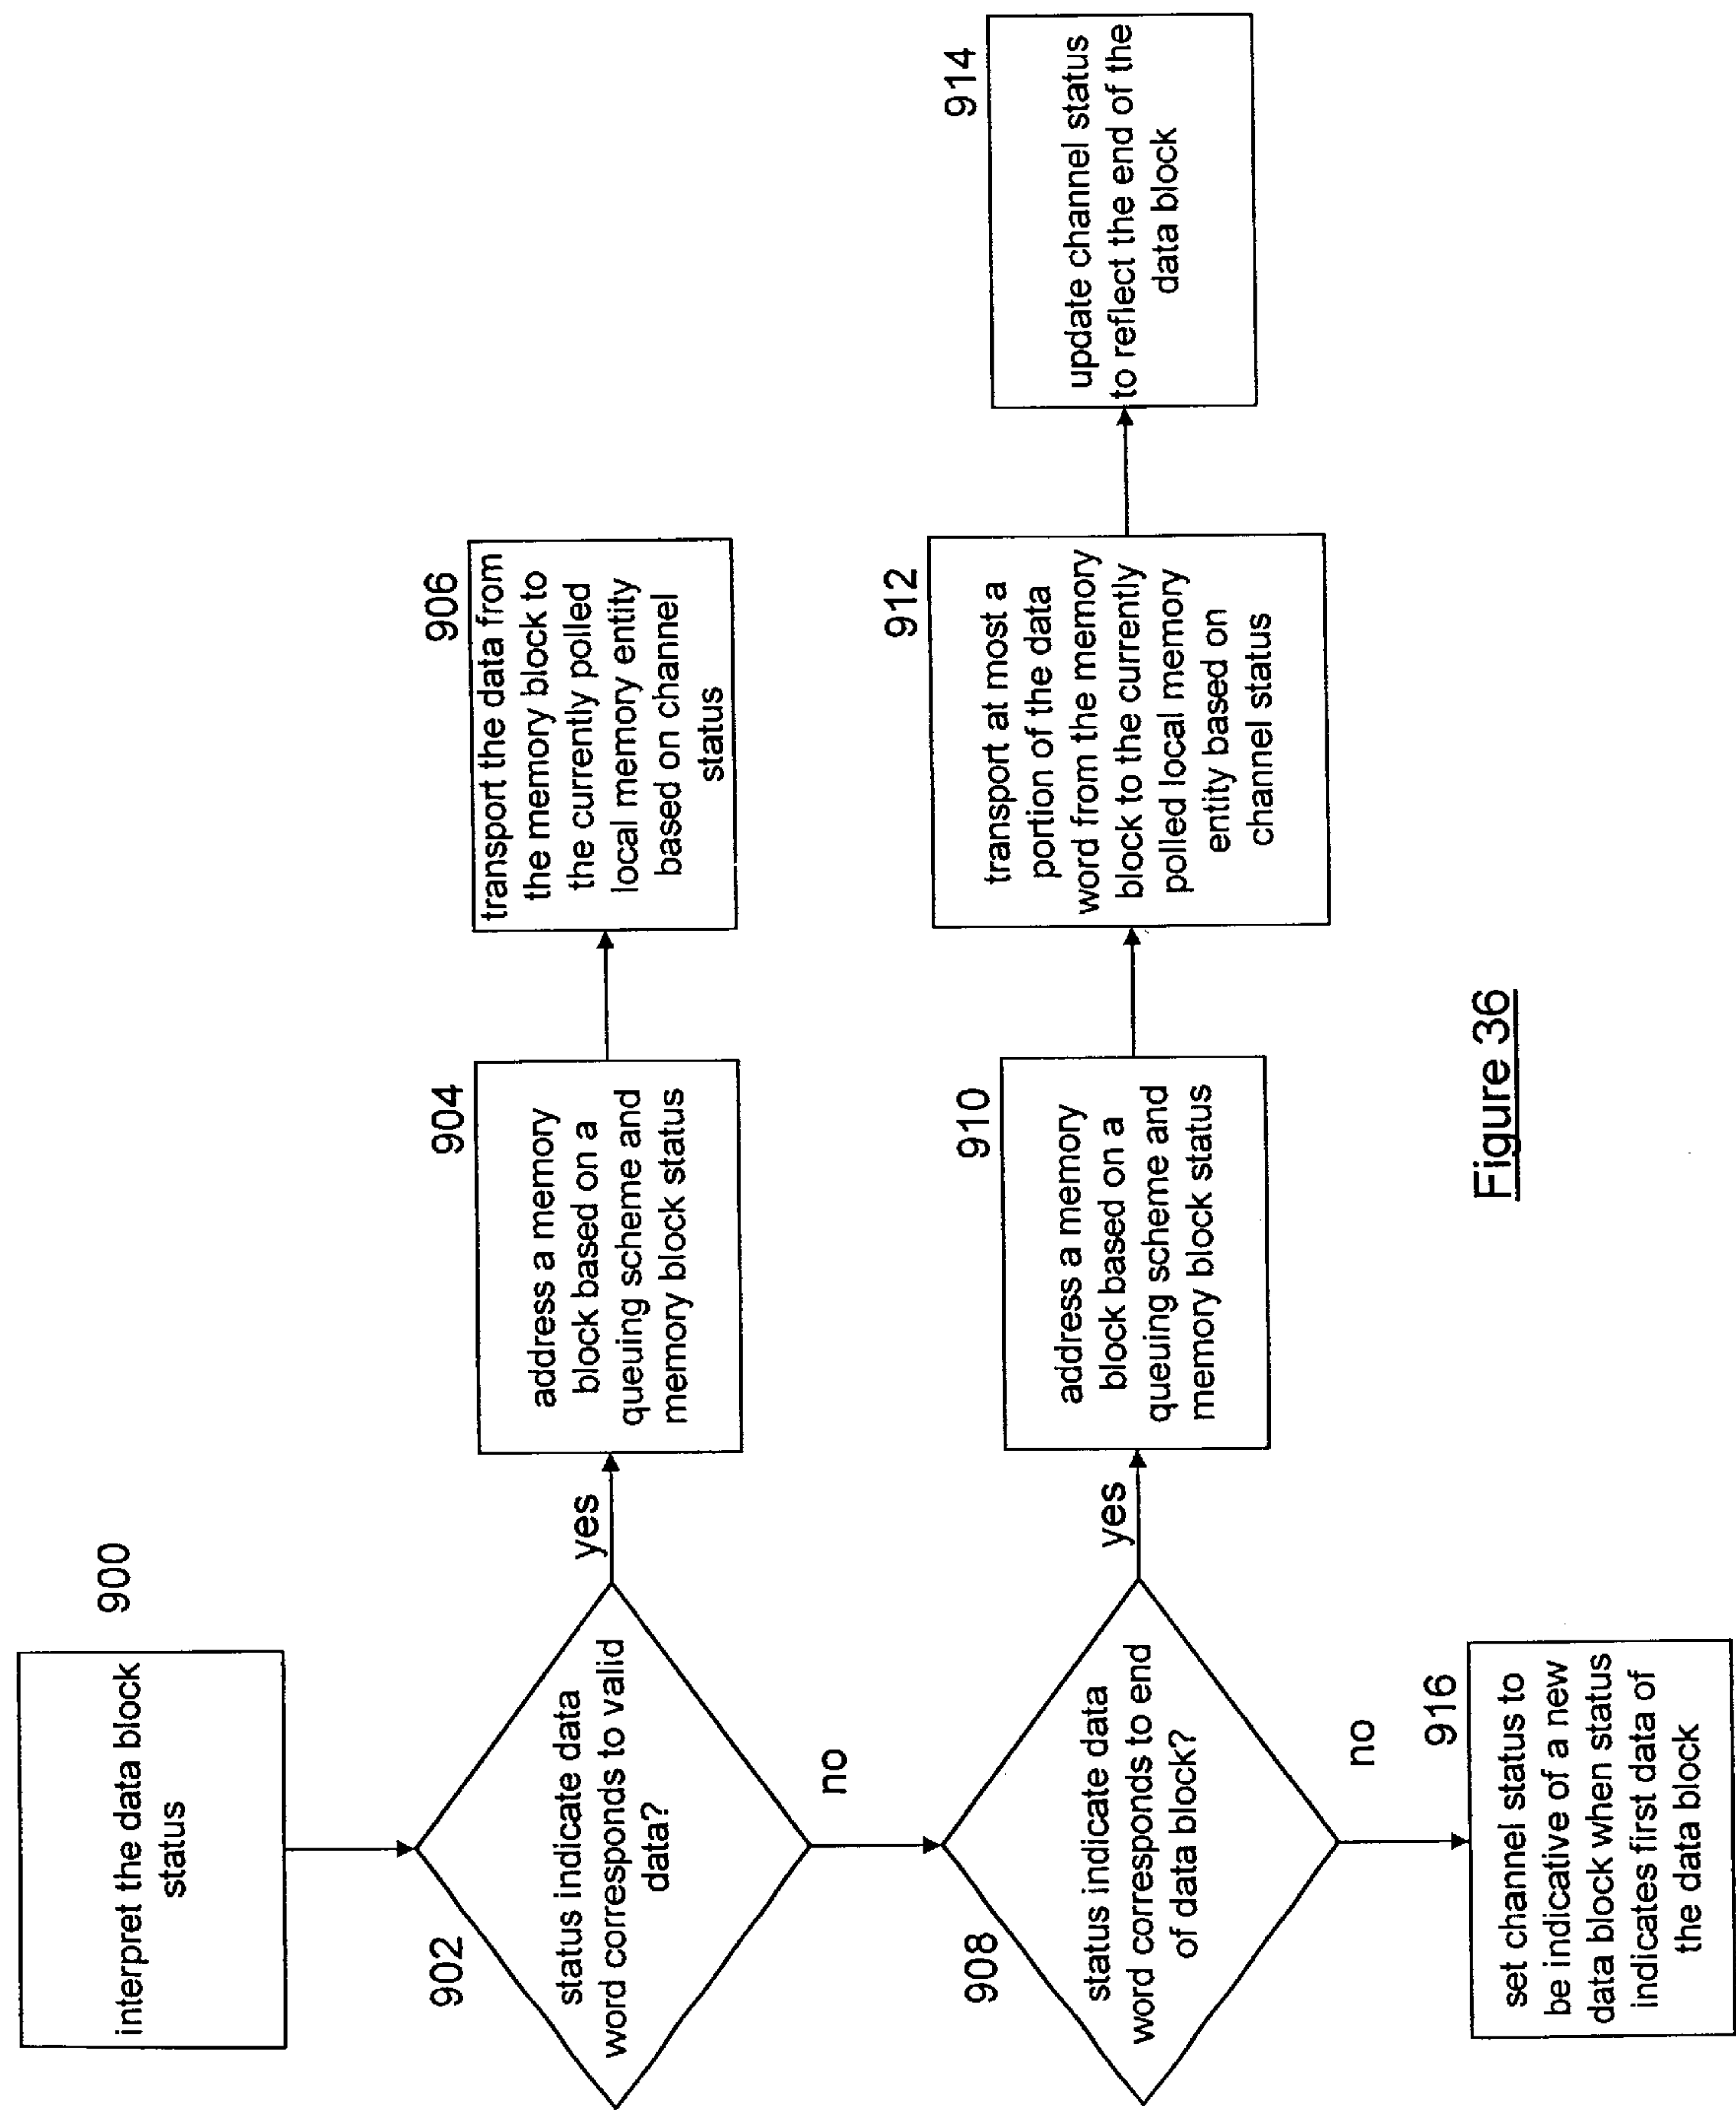 900
interpret the data block
status
902
status indicate data
word corresponds to valid
data?
yes
no
904
address a memory
block based on a
queuing scheme and
memory block status
906
transport the data from
the memory block to
the currently polled
local memory entity
based on channel
status
908
status indicate data
word corresponds to end
of data block?
yes
no
910
address a memory
block based on a
queuing scheme and
memory block status
912
transport at most a
portion of the data
word from the memory
block to the currently
polled local memory
entity based on
channel status
914
update channel status
to reflect the end of the
data block
916
set channel status to
be indicative of a new
data block when status
indicates first data of
the data block
Figure 36